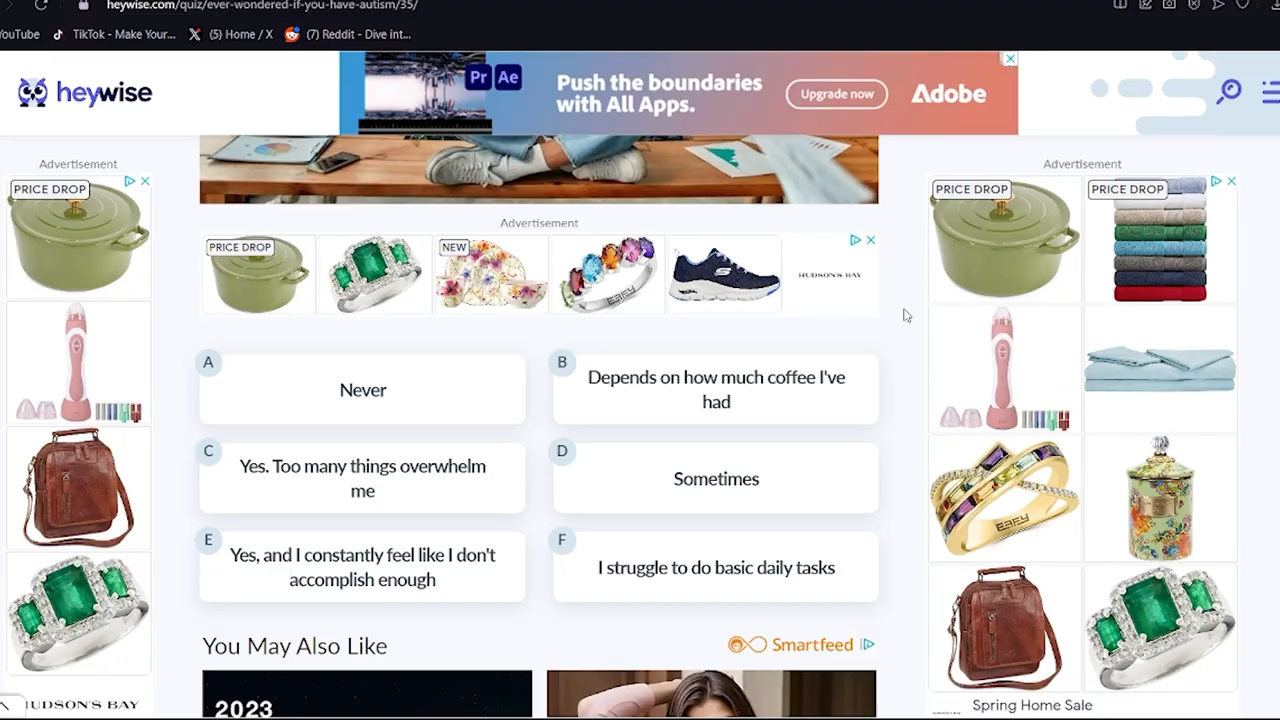 heywise.com/quiz/ever-wondered-if-you-have-autism/35/
YouTube
TikTok - Make Your...
(5) Home / X
(7) Reddit - Dive int...
heywise
Pr Ae
Push the boundaries
with All Apps.
Upgrade now
Adobe
Advertisement
PRICE DROP
HUDSON'S BAY
Advertisement
PRICE DROP
NEW
EFFY
HUDSON'S BAY
A
Never
B
Depends on how much coffee I've
had
C
Yes. Too many things overwhelm
me
D
Sometimes
E
Yes, and I constantly feel like I don't
accomplish enough
F
I struggle to do basic daily tasks
You May Also Like
Smartfeed
2023
Advertisement
PRICE DROP
PRICE DROP
EFFY
Spring Home Sale